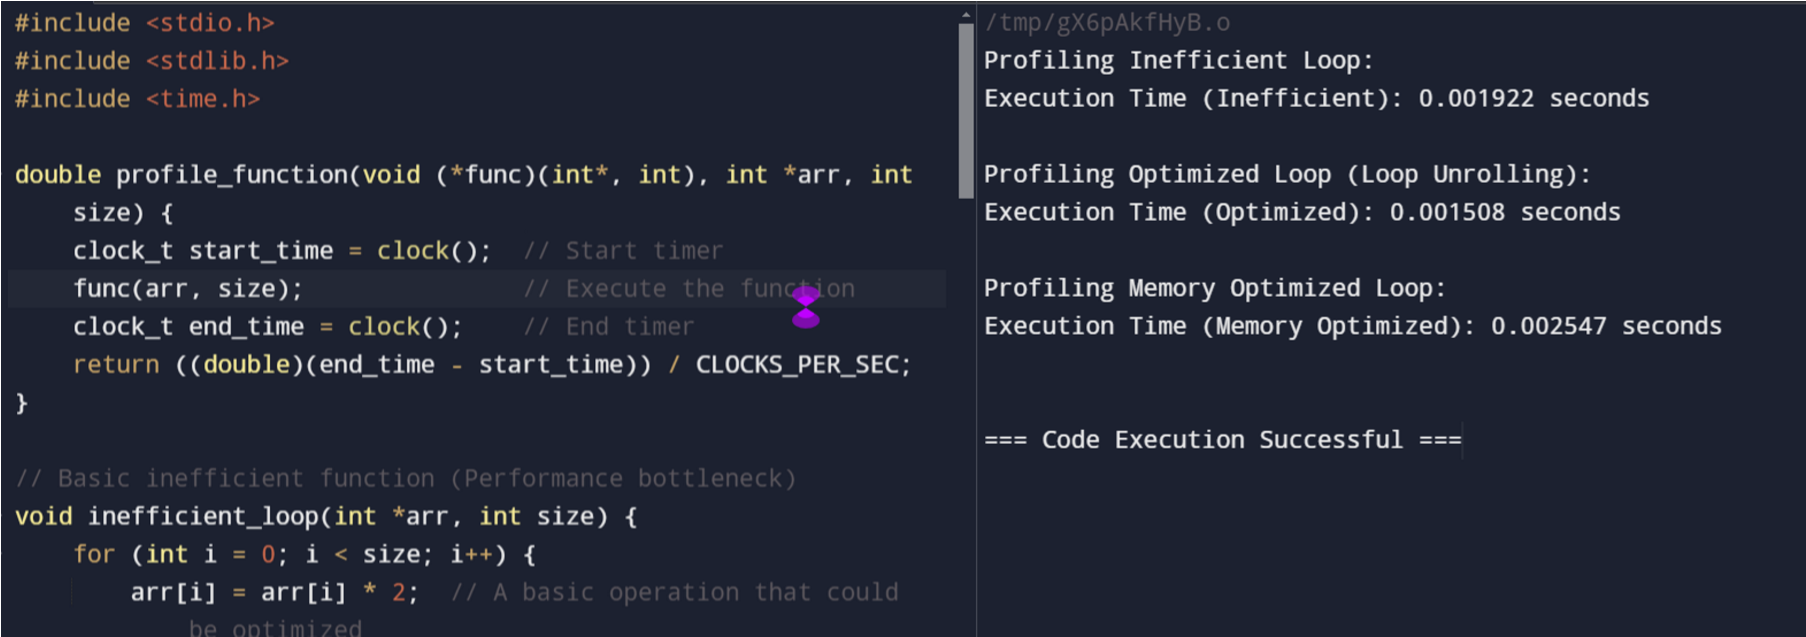 #include <stdio.h>
#include <stdlib.h>
#include <time.h>
double profile_function(void (*func)(int*, int), int *arr, int
size) {
clock_t start_time = clock();  // Start timer
func(arr, size);               // Execute the function
clock_t end_time = clock();    // End timer
return ((double)(end_time - start_time)) / CLOCKS_PER_SEC;
}
// Basic inefficient function (Performance bottleneck)
void inefficient_loop(int *arr, int size) {
for (int i = 0; i < size; i++) {
arr[i] = arr[i] * 2;  // A basic operation that could
be optimized
/tmp/gX6pAkfHyB.o
Profiling Inefficient Loop:
Execution Time (Inefficient): 0.001922 seconds
Profiling Optimized Loop (Loop Unrolling):
Execution Time (Optimized): 0.001508 seconds
Profiling Memory Optimized Loop:
Execution Time (Memory Optimized): 0.002547 seconds
=== Code Execution Successful ===